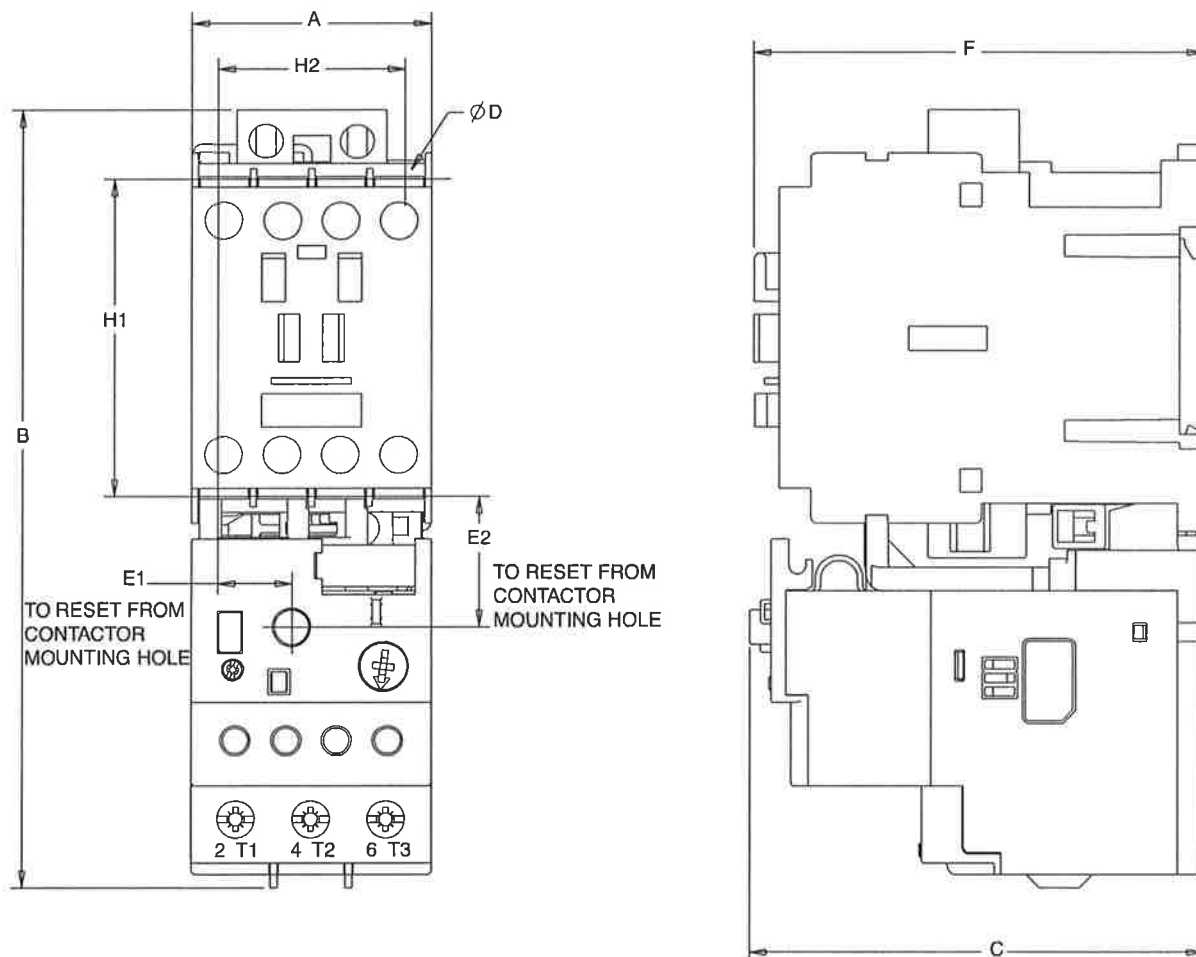 A
F
H2
ØD
H1
B
E2
E1
TO RESET FROM
CONTACTOR
MOUNTING HOLE
TO RESET FROM
CONTACTOR
MOUNTING HOLE
2 T1 4 T2 6 T3
C